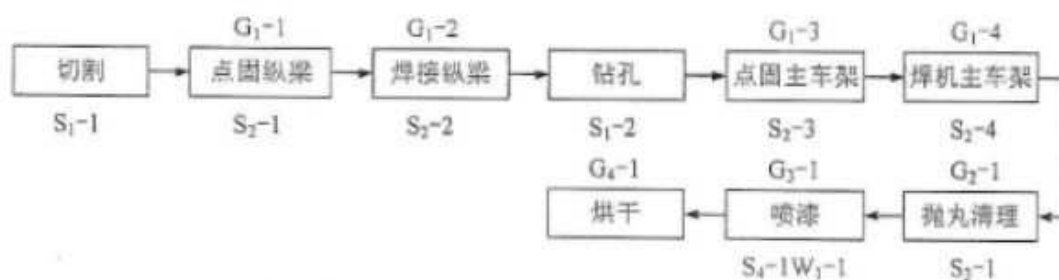 G₁-1 G₁-2 G₁-3 G₁-4
切割 点固纵梁 焊接纵梁 钻孔 点固主车架 焊机主车架
S₁-1 S₂-1 S₂-2 S₁-2 S₂-3 S₂-4
G₄-1 G₃-1 G₂-1
烘干 喷漆 抛丸清理
S₄-1W₁-1 S₃-1